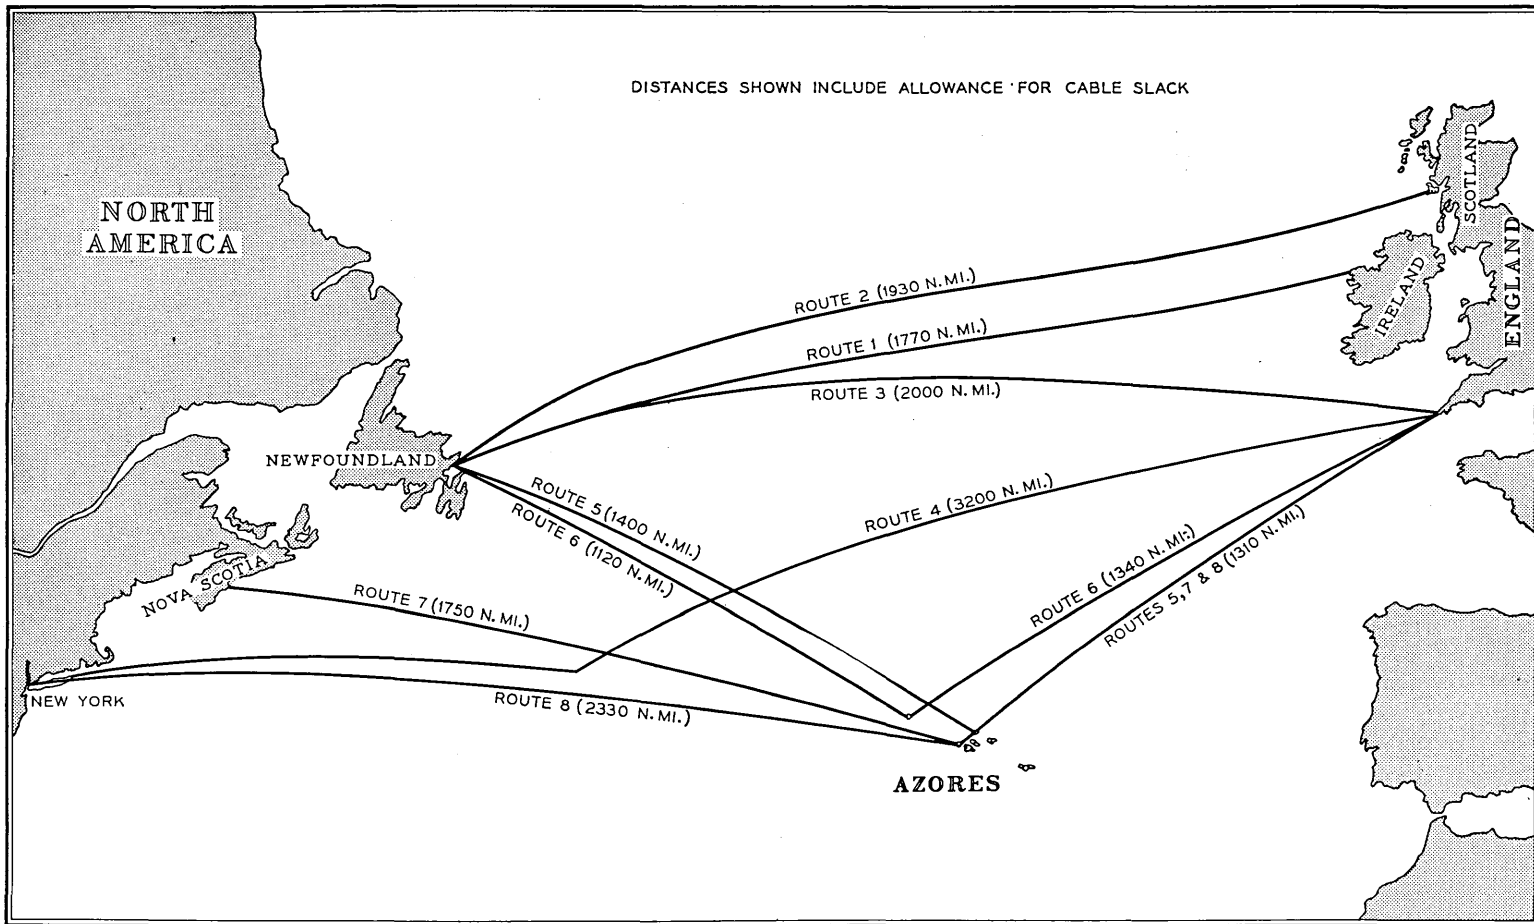 DISTANCES SHOWN INCLUDE ALLOWANCE FOR CABLE SLACK
NORTH
AMERICA
SCOTLAND
ENGLAND
IRELAND
ROUTE 2 (1930 N.MI.)
ROUTE 1 (1770 N.MI.)
ROUTE 3 (2000 N.MI.)
NEWFOUNDLAND
ROUTE 5 (1400 N.MI.)
ROUTE 6 (1120 N.MI.)
ROUTE 4 (3200 N.MI.)
ROUTE 6 (1340 N.MI.)
ROUTES 5,7 & 8 (1310 N.MI.)
NOVA SCOTIA
ROUTE 7 (1750 N.MI.)
NEW YORK
ROUTE 8 (2330 N.MI.)
AZORES